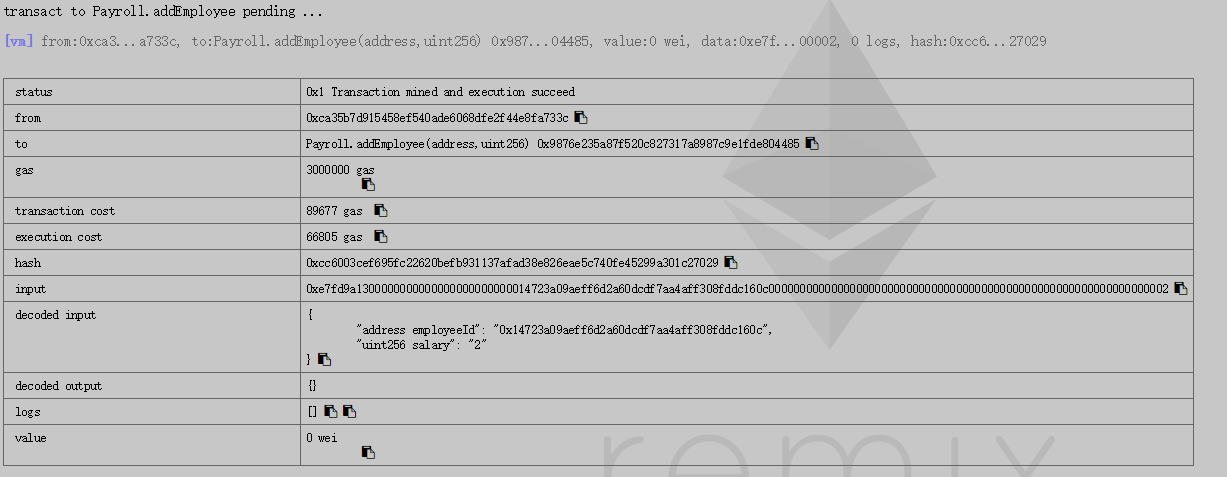 transact to Payroll.addEmployee pending ...
[vm] from:0xca3...a733c, to:Payroll.addEmployee(address,uint256) 0x987...04485, value:0 wei, data:0xe7f...00002, 0 logs, hash:0xcc6...27029
status 0x1 Transaction mined and execution succeed
from 0xca35b7d915458ef540ade6068dfe2f44e8fa733c
to Payroll.addEmployee(address,uint256) 0x9876e235a87f520c827317a8987c9e1fde804485
gas 3000000 gas
transaction cost 89677 gas
execution cost 66805 gas
hash 0xcc6003cef695fc22620befb931137afad38e826eae5c740fe45299a301c27029
input 0xe7fd9a1300000000000000000000000014723a09aeff6d2a60dcdf7aa4aff308fddc160c0000000000000000000000000000000000000000000000000000000000000002
decoded input {
"address employeeId": "0x14723a09aeff6d2a60dcdf7aa4aff308fddc160c",
"uint256 salary": "2"
}
decoded output {}
logs []
value 0 wei
remix